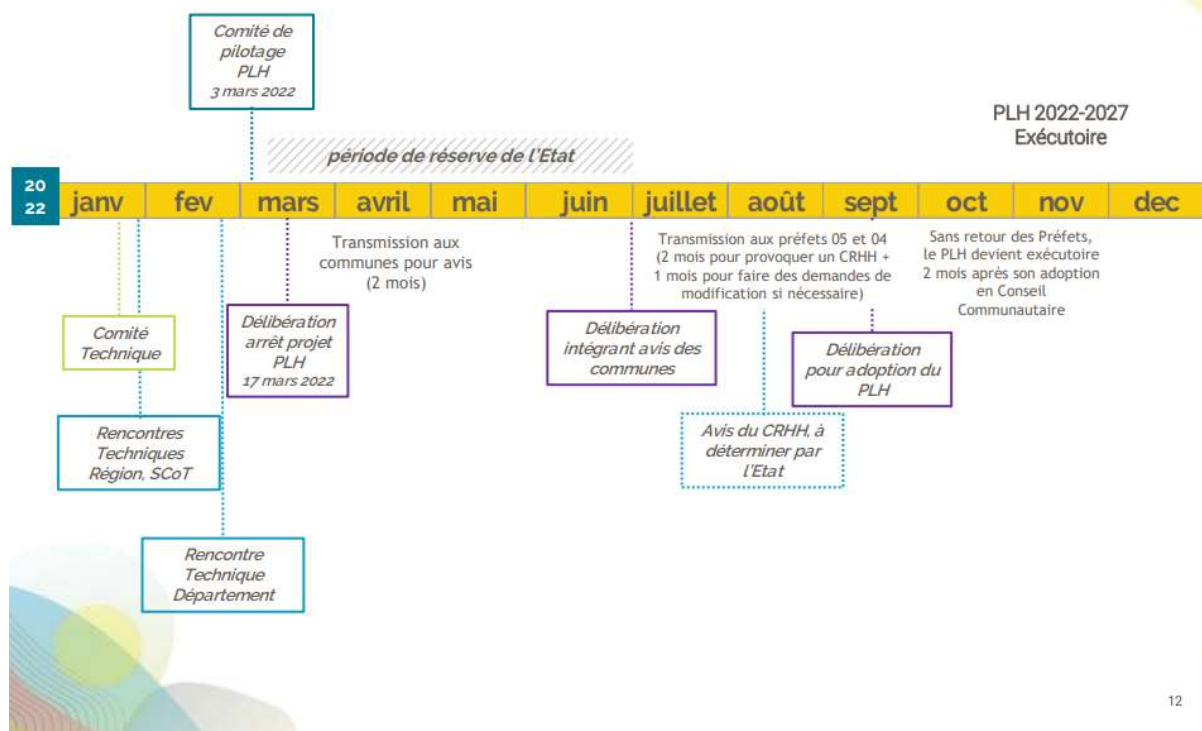 Comité de
pilotage
PLH
3 mars 2022
PLH 2022-2027
Exécutoire
période de réserve de l'Etat
20
22
janv
fev
mars
avril
mai
juin
juillet
août
sept
oct
nov
dec
Transmission aux
communes pour avis
(2 mois)
Transmission aux préfets 05 et 04
(2 mois pour provoquer un CRHH +
1 mois pour faire des demandes de
modification si nécessaire)
Sans retour des Préfets,
le PLH devient exécutoire
2 mois après son adoption
en Conseil
Communautaire
Comité
Technique
Délibération
arrêt projet
PLH
17 mars 2022
Délibération
intégrant avis des
communes
Délibération
pour adoption du
PLH
Rencontres
Techniques
Région, SCoT
Avis du CRHH, à
déterminer par
l'Etat
Rencontre
Technique
Département
12